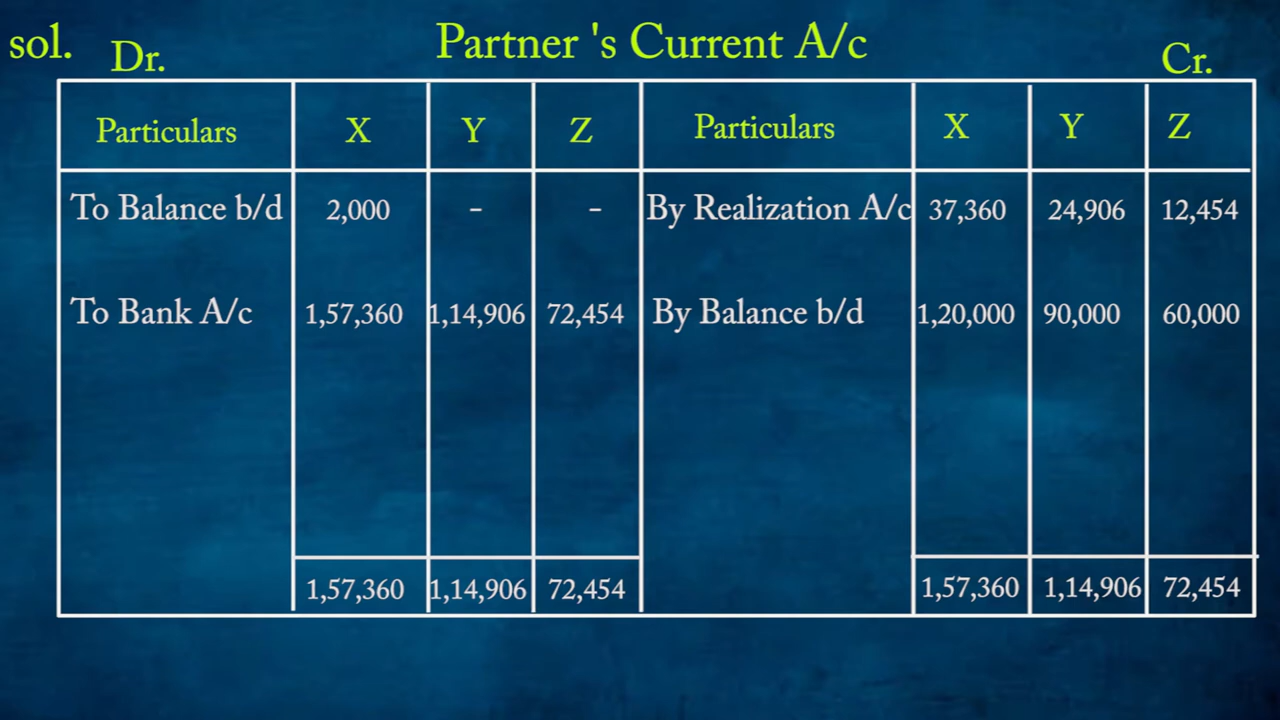 sol. Dr. Partner 's Current A/c Cr.
Particulars X Y Z Particulars X Y Z
To Balance b/d 2,000 - - By Realization A/c 37,360 24,906 12,454
To Bank A/c 1,57,360 1,14,906 72,454 By Balance b/d 1,20,000 90,000 60,000
1,57,360 1,14,906 72,454 1,57,360 1,14,906 72,454